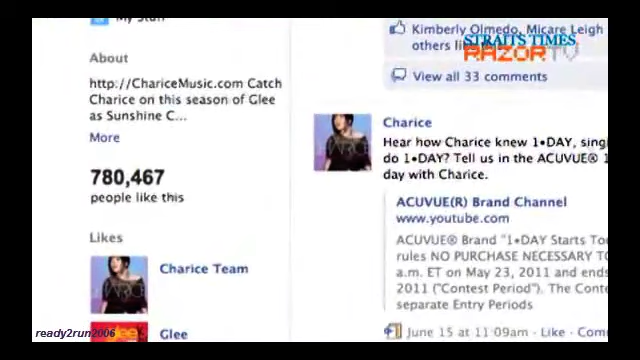 My Stuff
About
http://ChariceMusic.com Catch
Charice on this season of Glee
as Sunshine C...
More
780,467
people like this
Likes
Charice Team
glee
Glee
ready2run2006
Kimberly Olmedo, Micare Leigh
others like
STRAITS TIMES
RAZORTV
View all 33 comments
Charice
Hear how Charice knew 1•DAY, sing
do 1•DAY? Tell us in the ACUVUE® 1
day with Charice.
ACUVUE(R) Brand Channel
www.youtube.com
ACUVUE® Brand "1•DAY Starts To
rules NO PURCHASE NECESSARY T
a.m. ET on May 23, 2011 and ends
2011 ("Contest Period"). The Conte
separate Entry Periods
June 15 at 11:09am · Like · Comm